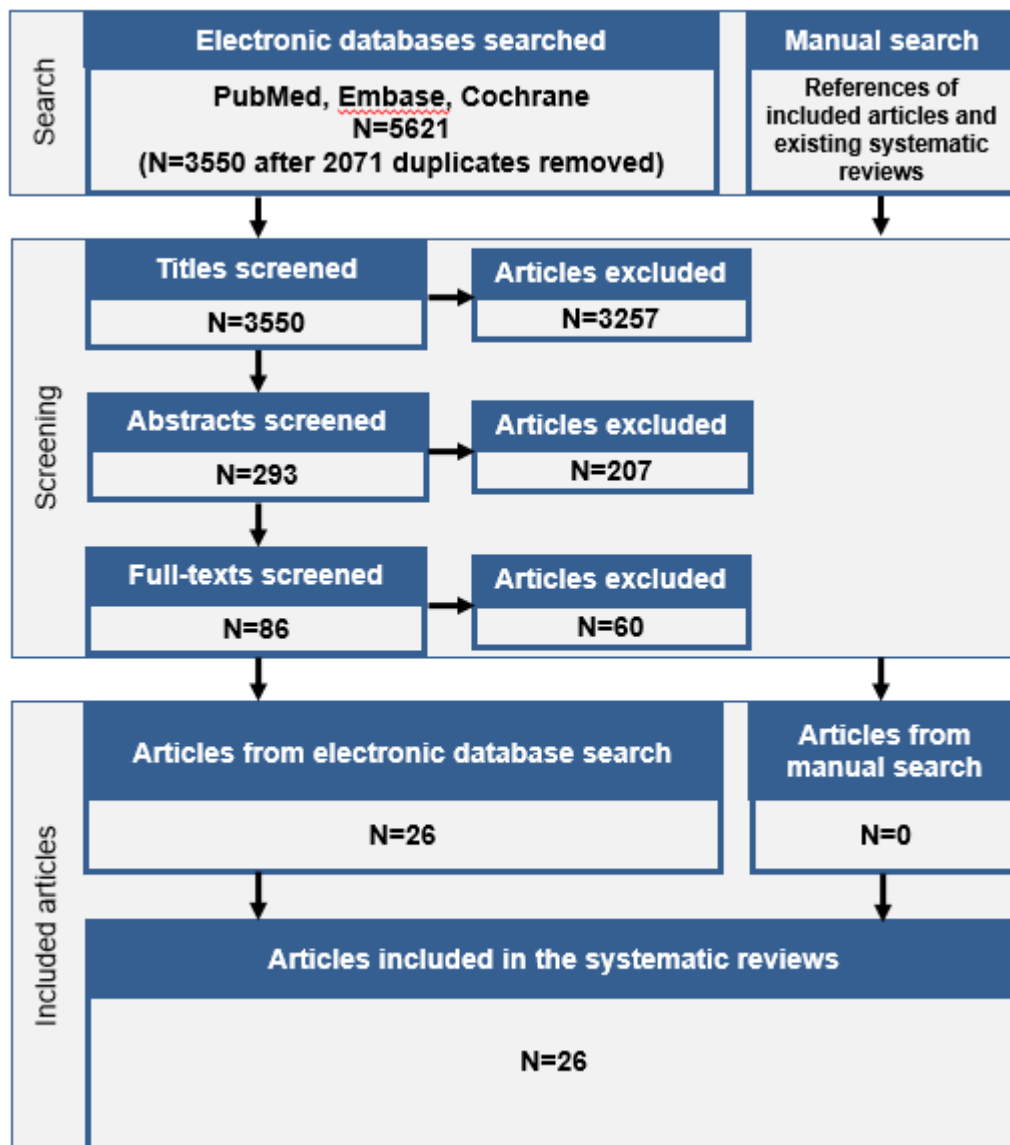 Search
Electronic databases searched
PubMed, Embase, Cochrane
N=5621
(N=3550 after 2071 duplicates removed)
Manual search
References of
included articles and
existing systematic
reviews
Screening
Titles screened
N=3550
Articles excluded
N=3257
Abstracts screened
N=293
Articles excluded
N=207
Full-texts screened
N=86
Articles excluded
N=60
Included articles
Articles from electronic database search
N=26
Articles from
manual search
N=0
Articles included in the systematic reviews
N=26